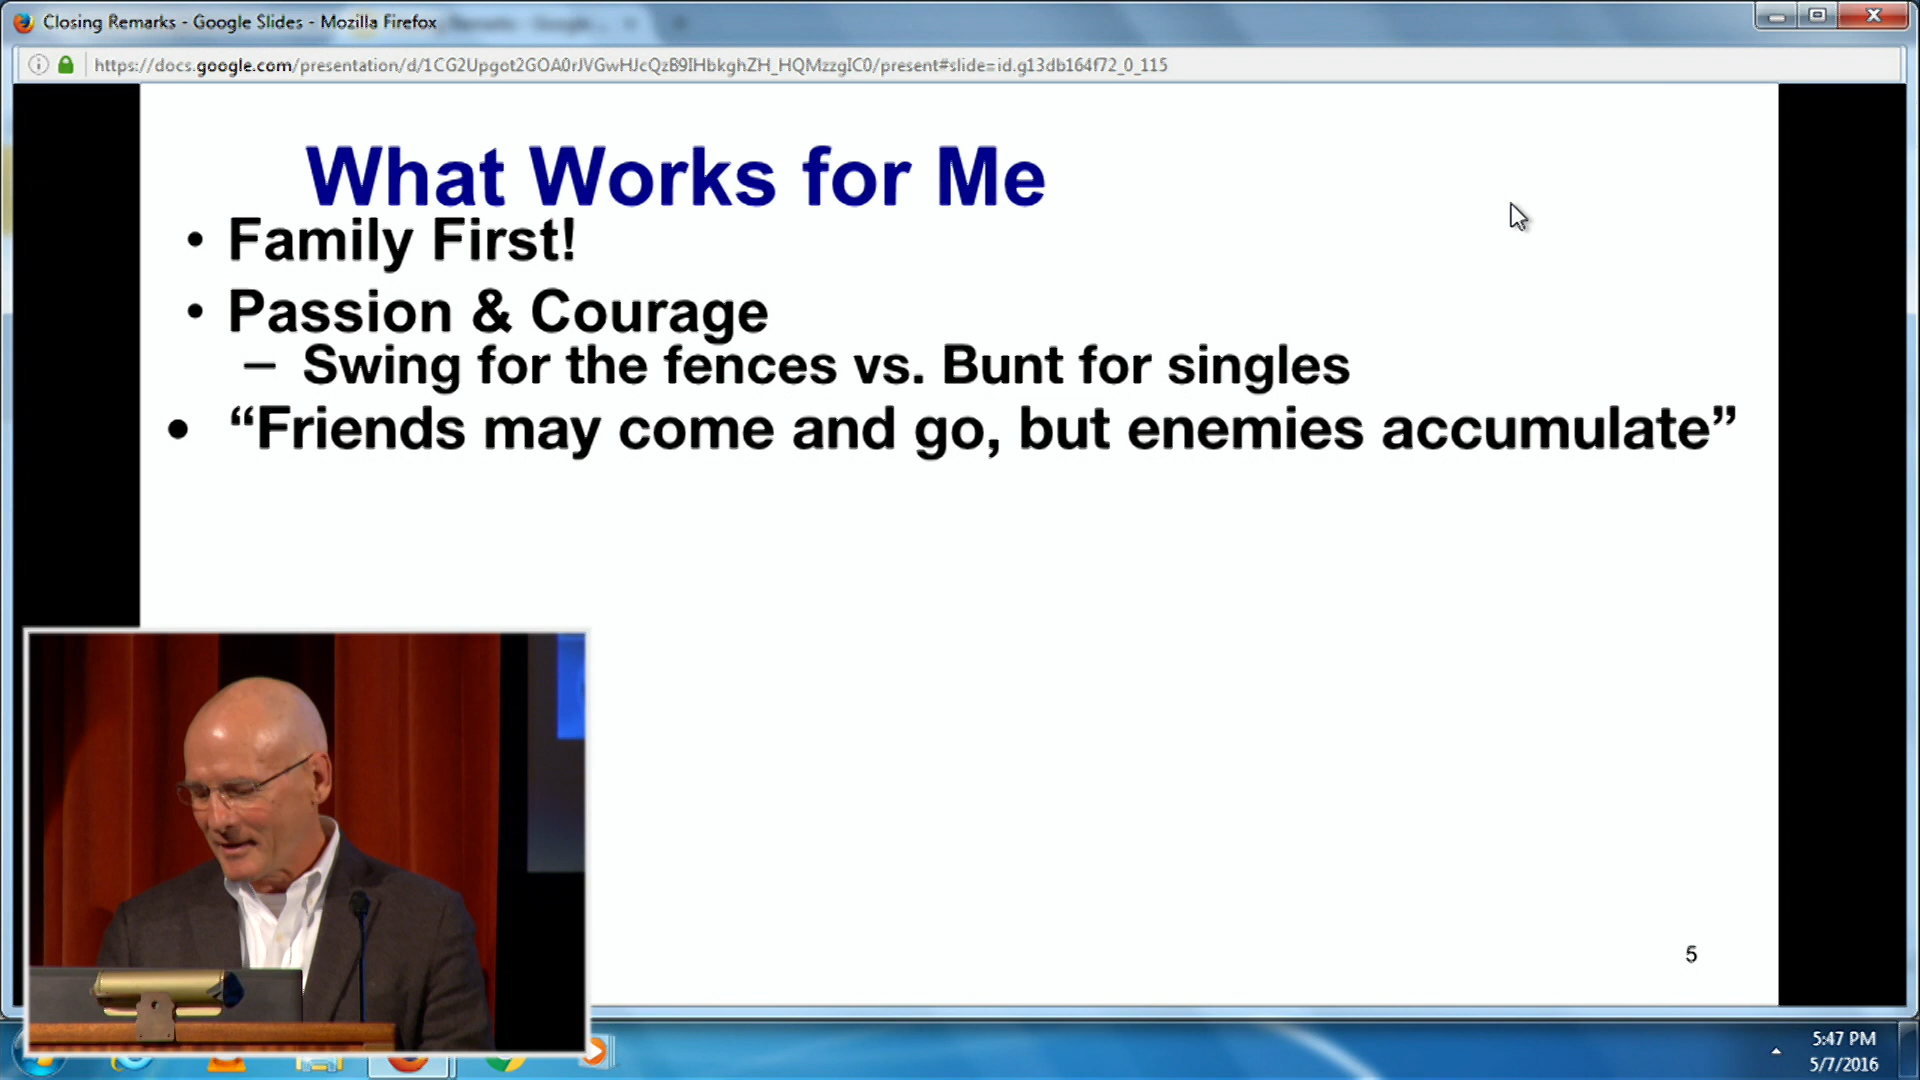 Closing Remarks - Google Slides - Mozilla Firefox
https://docs.google.com/presentation/d/1CG2Upgot2GOA0rJVGwHJcQzB9IHbkghZH_HQMzzgIC0/present#slide=id.g13db164f72_0_115
What Works for Me
• Family First!
• Passion & Courage
– Swing for the fences vs. Bunt for singles
• “Friends may come and go, but enemies accumulate”
5
5:47 PM
5/7/2016